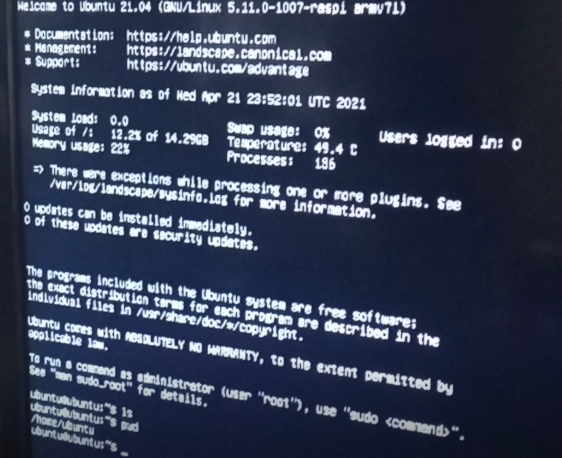 Welcome to Ubuntu 21.04 (GNU/Linux 5.11.0-1007-raspi armv7l)
* Documentation: https://help.ubuntu.com
* Management: https://landscape.canonical.com
* Support: https://ubuntu.com/advantage
System information as of Wed Apr 21 23:52:01 UTC 2021
System load: 0.0 Swap usage: 0% Users logged in: 0
Usage of /: 12.2% of 14.29GB Temperature: 49.4 C
Memory usage: 22% Processes: 136
=> There were exceptions while processing one or more plugins. See
/var/log/landscape/sysinfo.log for more information.
0 updates can be installed immediately.
0 of these updates are security updates.
The programs included with the Ubuntu system are free software;
the exact distribution terms for each program are described in the
individual files in /usr/share/doc/*/copyright.
Ubuntu comes with ABSOLUTELY NO WARRANTY, to the extent permitted by
applicable law.
To run a command as administrator (user "root"), use "sudo <command>".
See "man sudo_root" for details.
ubuntu@ubuntu:~$ ls
ubuntu@ubuntu:~$ pwd
/home/ubuntu
ubuntu@ubuntu:~$ _